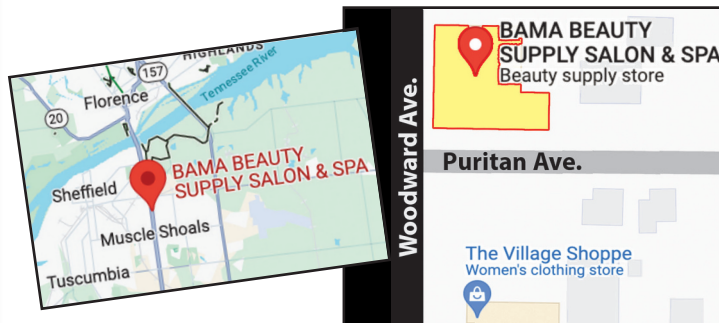 HIGHLANDS
157
Tennessee River
Florence
20
BAMA BEAUTY
SUPPLY SALON & SPA
Sheffield
Muscle Shoals
Tuscumbia
Woodward Ave.
BAMA BEAUTY
SUPPLY SALON & SPA
Beauty supply store
Puritan Ave.
The Village Shoppe
Women's clothing store